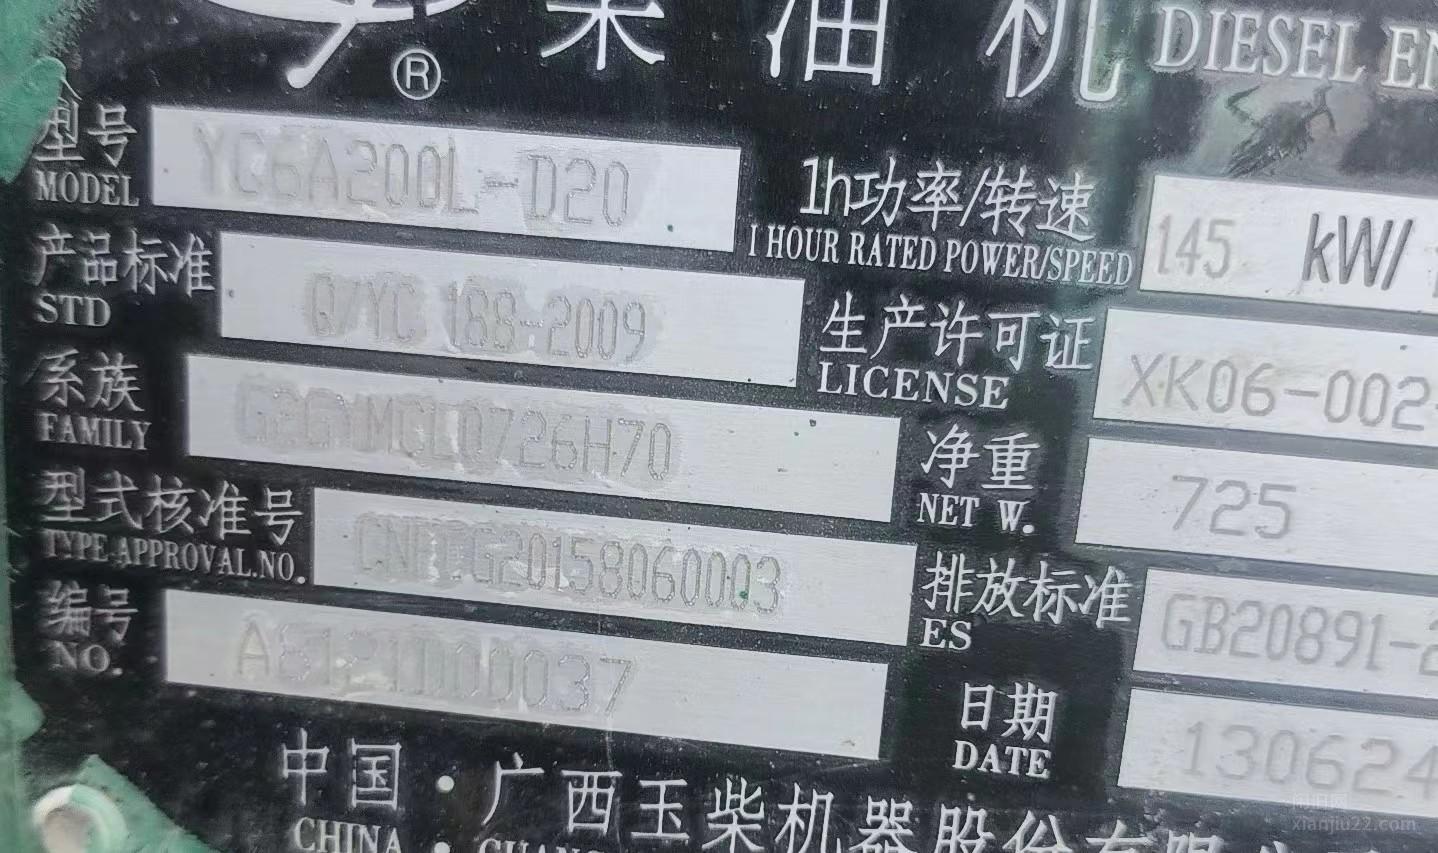 ® 柴油机 DIESEL EN
型号 MODEL YC6A200L-D20
1h功率/转速 1 HOUR RATED POWER/SPEED 145 kW/
产品标准 STD Q/YC 188-2009
生产许可证 LICENSE XK06-002-
系族 FAMILY
净重 NET W. 725
型式核准号 TYPE APPROVAL.NO.
排放标准 ES GB20891-2
编号 NO.
日期 DATE 130624
中国·广西玉柴机器股份有限
CHINA · GUANG
xianjiu22.com